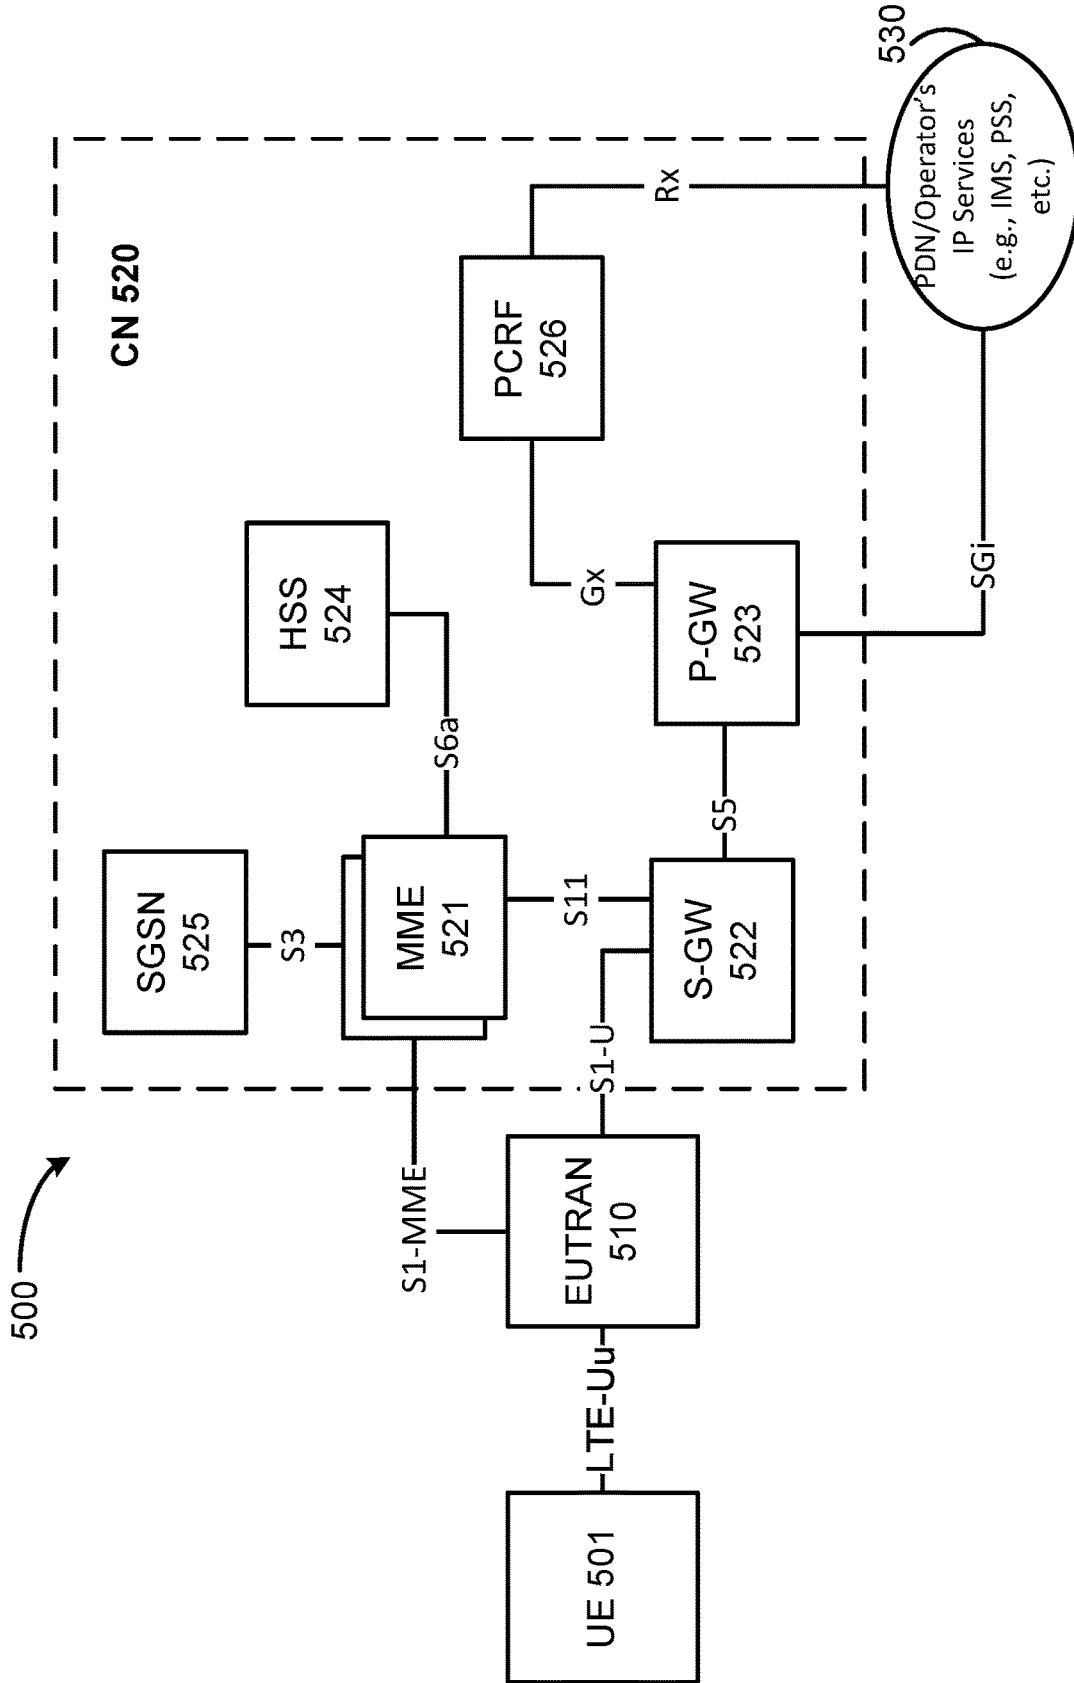 500
CN 520
SGSN
525
S3
HSS
524
S6a
S1-MME
MME
521
S11
PCRF
526
Rx
Gx
UE 501
LTE-Uu
EUTRAN
510
S1-U
S-GW
522
S5
P-GW
523
SGi
530
PDN/Operator's
IP Services
(e.g., IMS, PSS,
etc.)